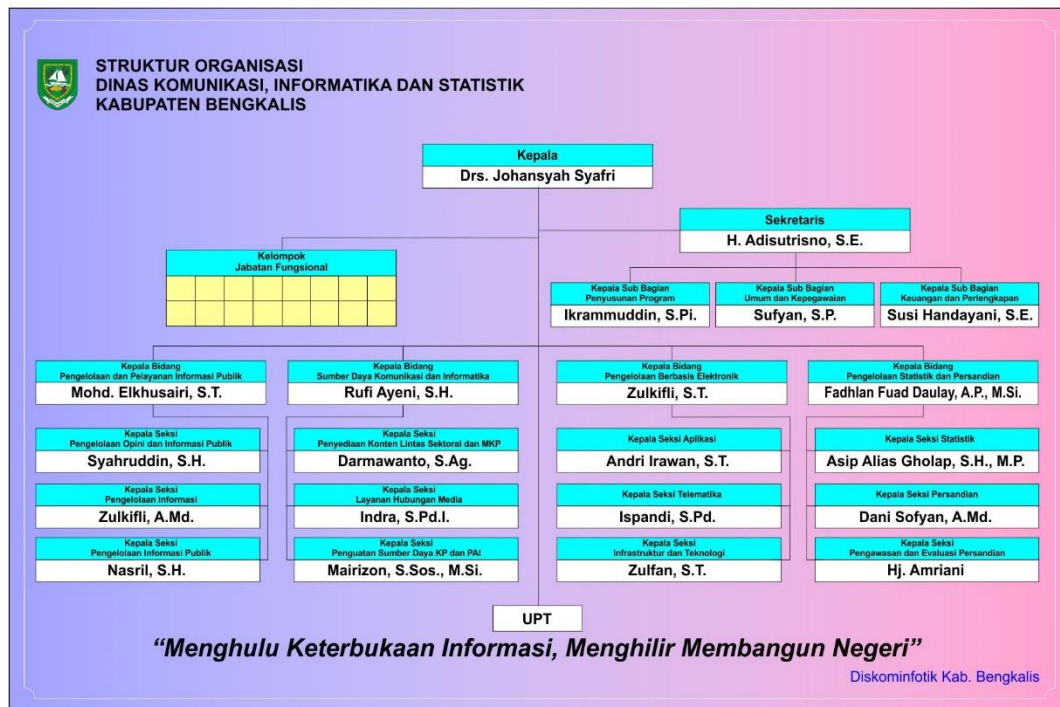 STRUKTUR ORGANISASI
DINAS KOMUNIKASI, INFORMATIKA DAN STATISTIK
KABUPATEN BENGKALIS
Kepala
Drs. Johansyah Syafri
Sekretaris
H. Adisutrisno, S.E.
Kelompok
Jabatan Fungsional
Kepala Sub Bagian
Penyusunan Program
Ikrammuddin, S.Pi.
Kepala Sub Bagian
Umum dan Kepegawaian
Sufyan, S.P.
Kepala Sub Bagian
Keuangan dan Perlengkapan
Susi Handayani, S.E.
Kepala Bidang
Pengelolaan dan Pelayanan Informasi Publik
Mohd. Elkhusairi, S.T.
Kepala Bidang
Sumber Daya Komunikasi dan Informatika
Rufi Ayeni, S.H.
Kepala Bidang
Pengelolaan Berbasis Elektronik
Zulkifli, S.T.
Kepala Bidang
Pengelolaan Statistik dan Persandian
Fadhlan Fuad Daulay, A.P., M.Si.
Kepala Seksi
Pengelolaan Opini dan Informasi Publik
Syahruddin, S.H.
Kepala Seksi
Penyediaan Konten Lintas Sektoral dan MKP
Darmawanto, S.Ag.
Kepala Seksi Aplikasi
Andri Irawan, S.T.
Kepala Seksi Statistik
Asip Alias Gholap, S.H., M.P.
Kepala Seksi
Pengelolaan Informasi
Zulkifli, A.Md.
Kepala Seksi
Layanan Hubungan Media
Indra, S.Pd.I.
Kepala Seksi Telematika
Ispandi, S.Pd.
Kepala Seksi Persandian
Dani Sofyan, A.Md.
Kepala Seksi
Pengelolaan Informasi Publik
Nasril, S.H.
Kepala Seksi
Penguatan Sumber Daya KP dan PAI
Mairizon, S.Sos., M.Si.
Kepala Seksi
Infrastruktur dan Teknologi
Zulfan, S.T.
Kepala Seksi
Pengawasan dan Evaluasi Persandian
Hj. Amriani
UPT
“Menghulu Keterbukaan Informasi, Menghilir Membangun Negeri”
Diskominfotik Kab. Bengkalis